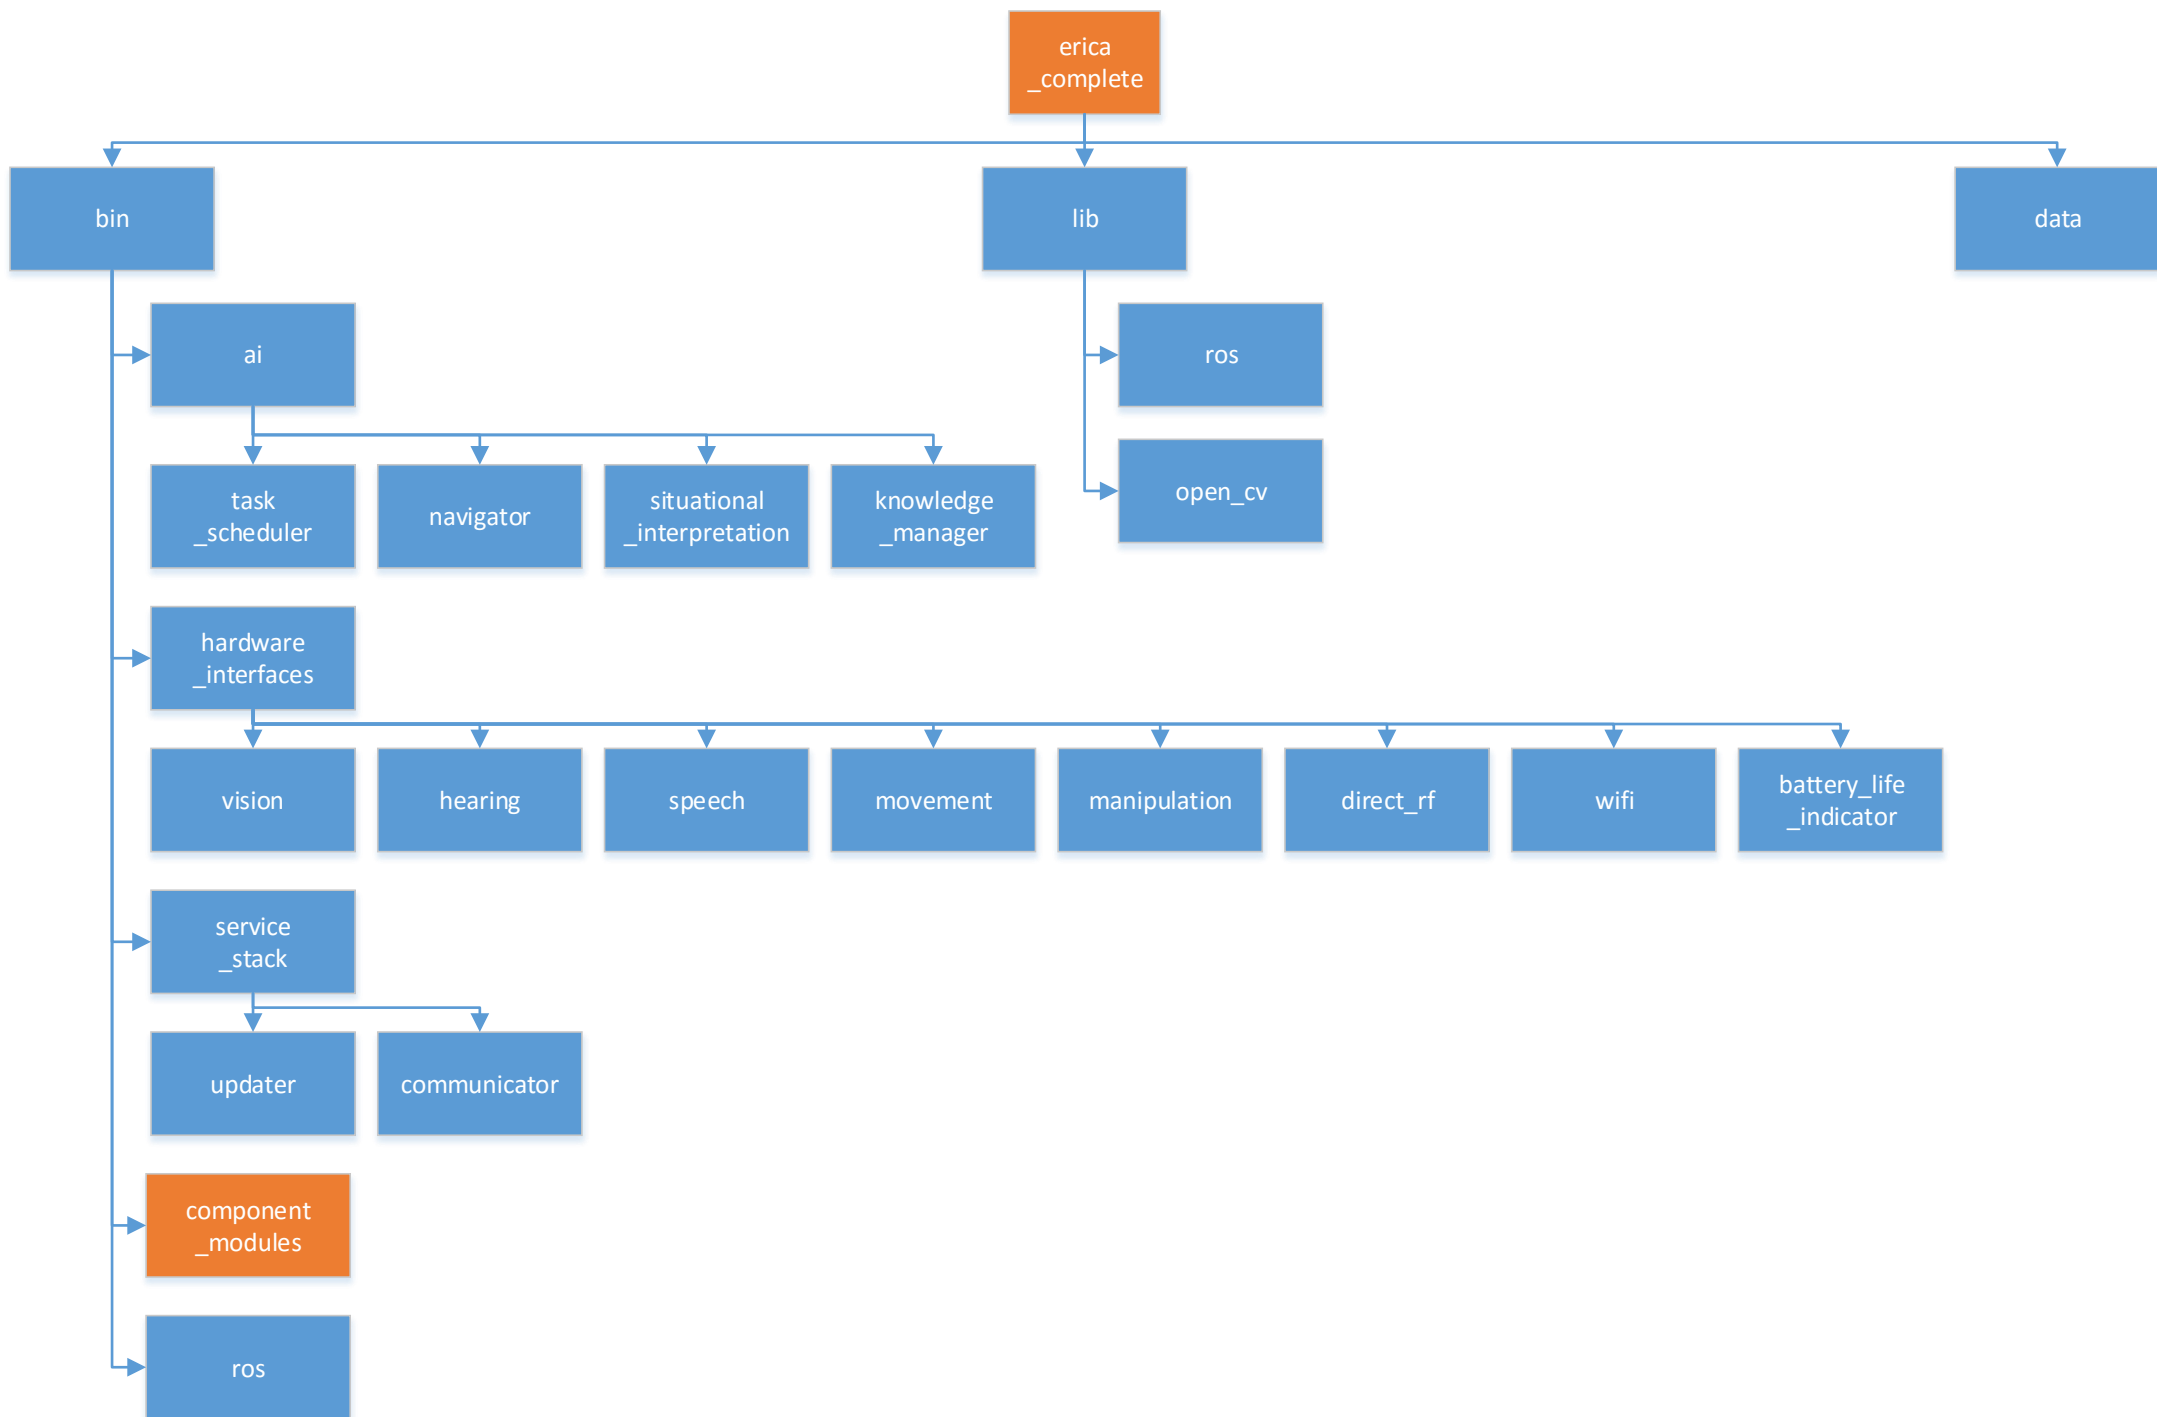 erica
_complete
bin
lib
data
ai
ros
task
_scheduler
navigator
situational
_interpretation
knowledge
_manager
open_cv
hardware
_interfaces
vision
hearing
speech
movement
manipulation
direct_rf
wifi
battery_life
_indicator
service
_stack
updater
communicator
component
_modules
ros